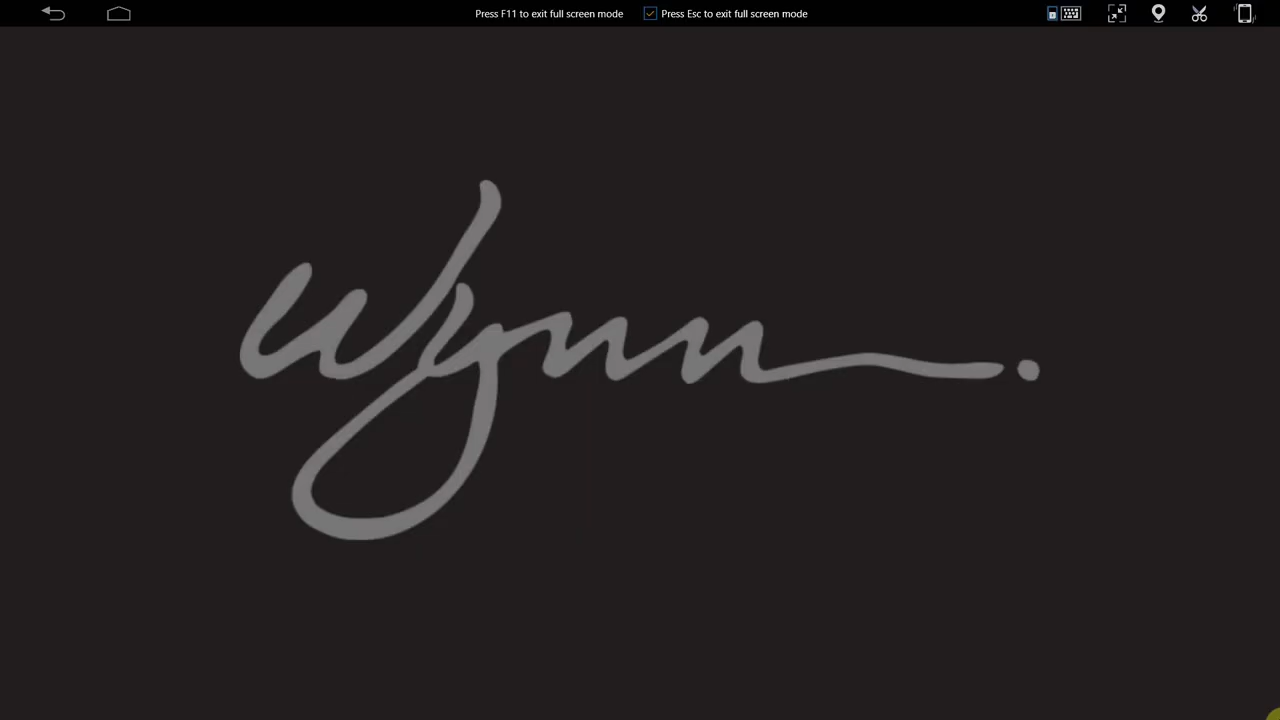 Press F11 to exit full screen mode
Press Esc to exit full screen mode
Wynn.